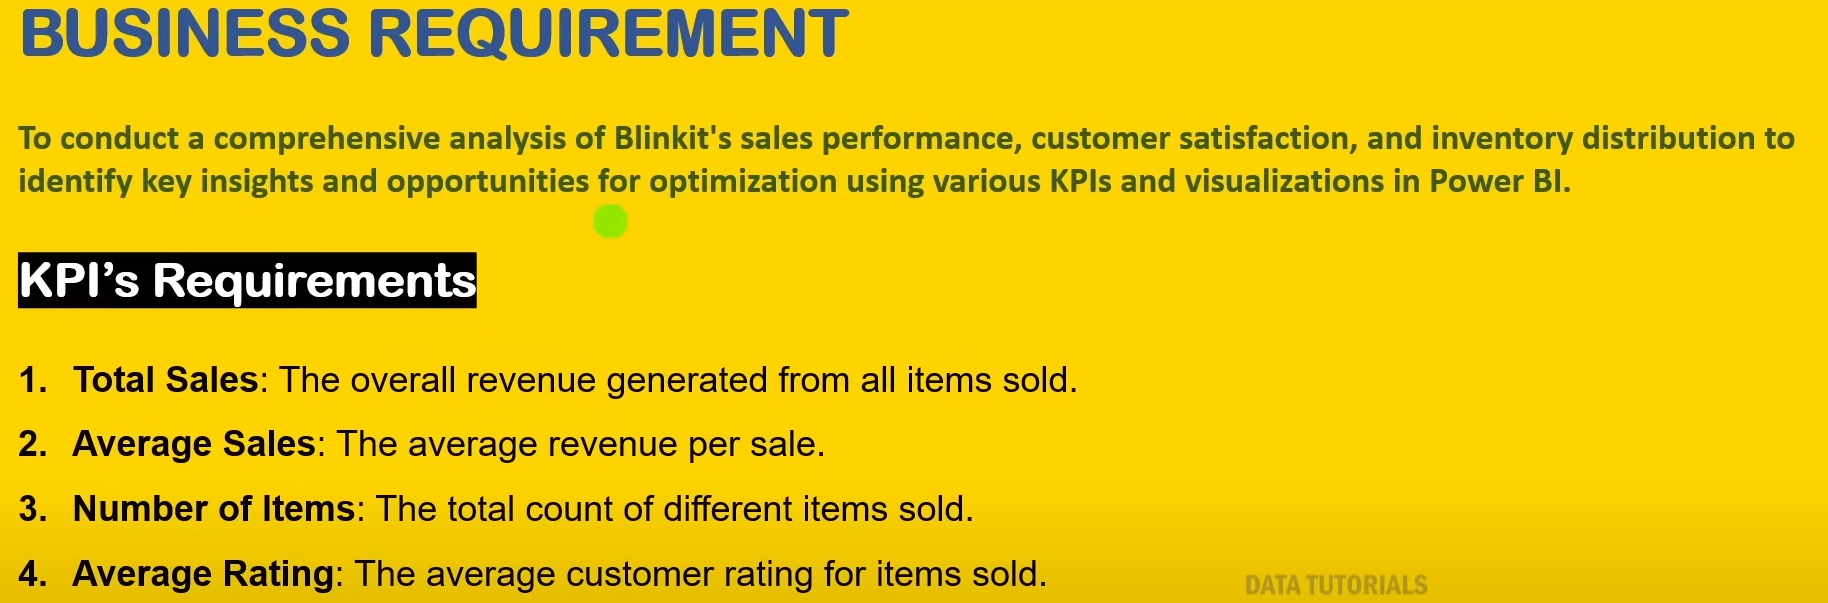 BUSINESS REQUIREMENT
To conduct a comprehensive analysis of Blinkit's sales performance, customer satisfaction, and inventory distribution to
identify key insights and opportunities for optimization using various KPIs and visualizations in Power BI.
KPI’s Requirements
1. Total Sales: The overall revenue generated from all items sold.
2. Average Sales: The average revenue per sale.
3. Number of Items: The total count of different items sold.
4. Average Rating: The average customer rating for items sold.
DATA TUTORIALS